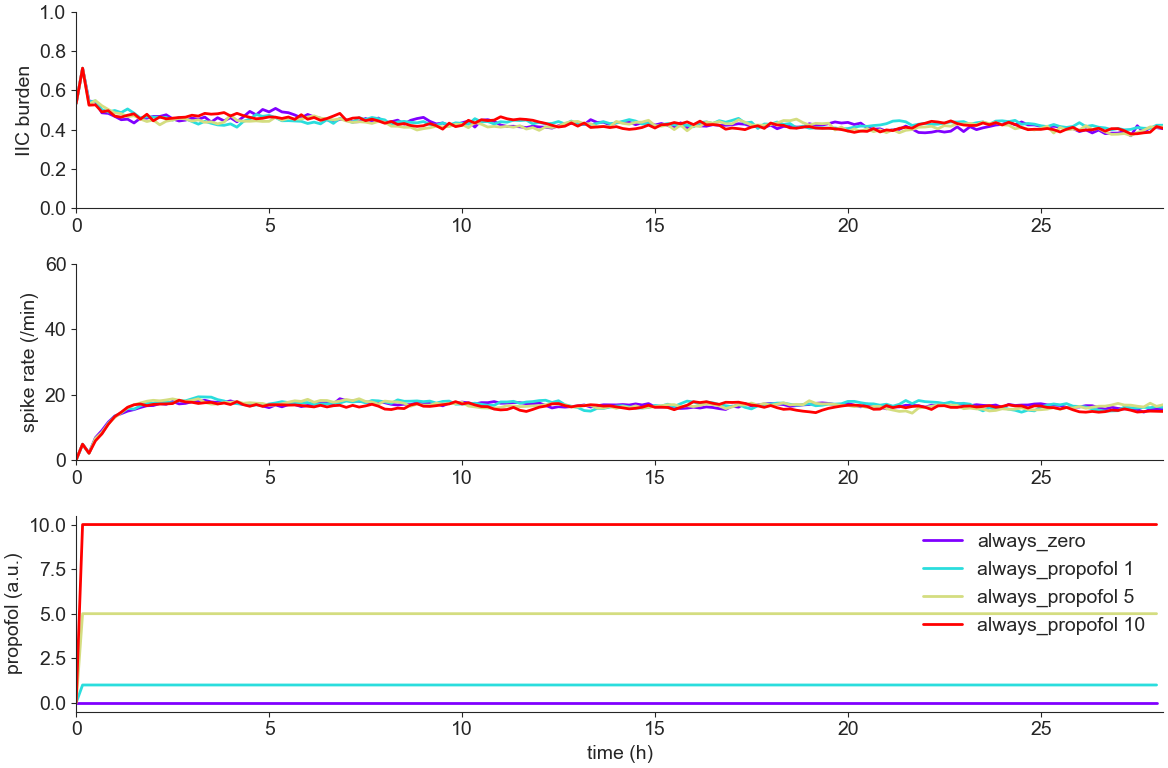 IIC burden
1.0
0.8
0.6
0.4
0.2
0.0
0 5 10 15 20 25
spike rate (/min)
60
40
20
0
0 5 10 15 20 25
propofol (a.u.)
10.0
7.5
5.0
2.5
0.0
always_zero
always_propofol 1
always_propofol 5
always_propofol 10
0 5 10 15 20 25
time (h)